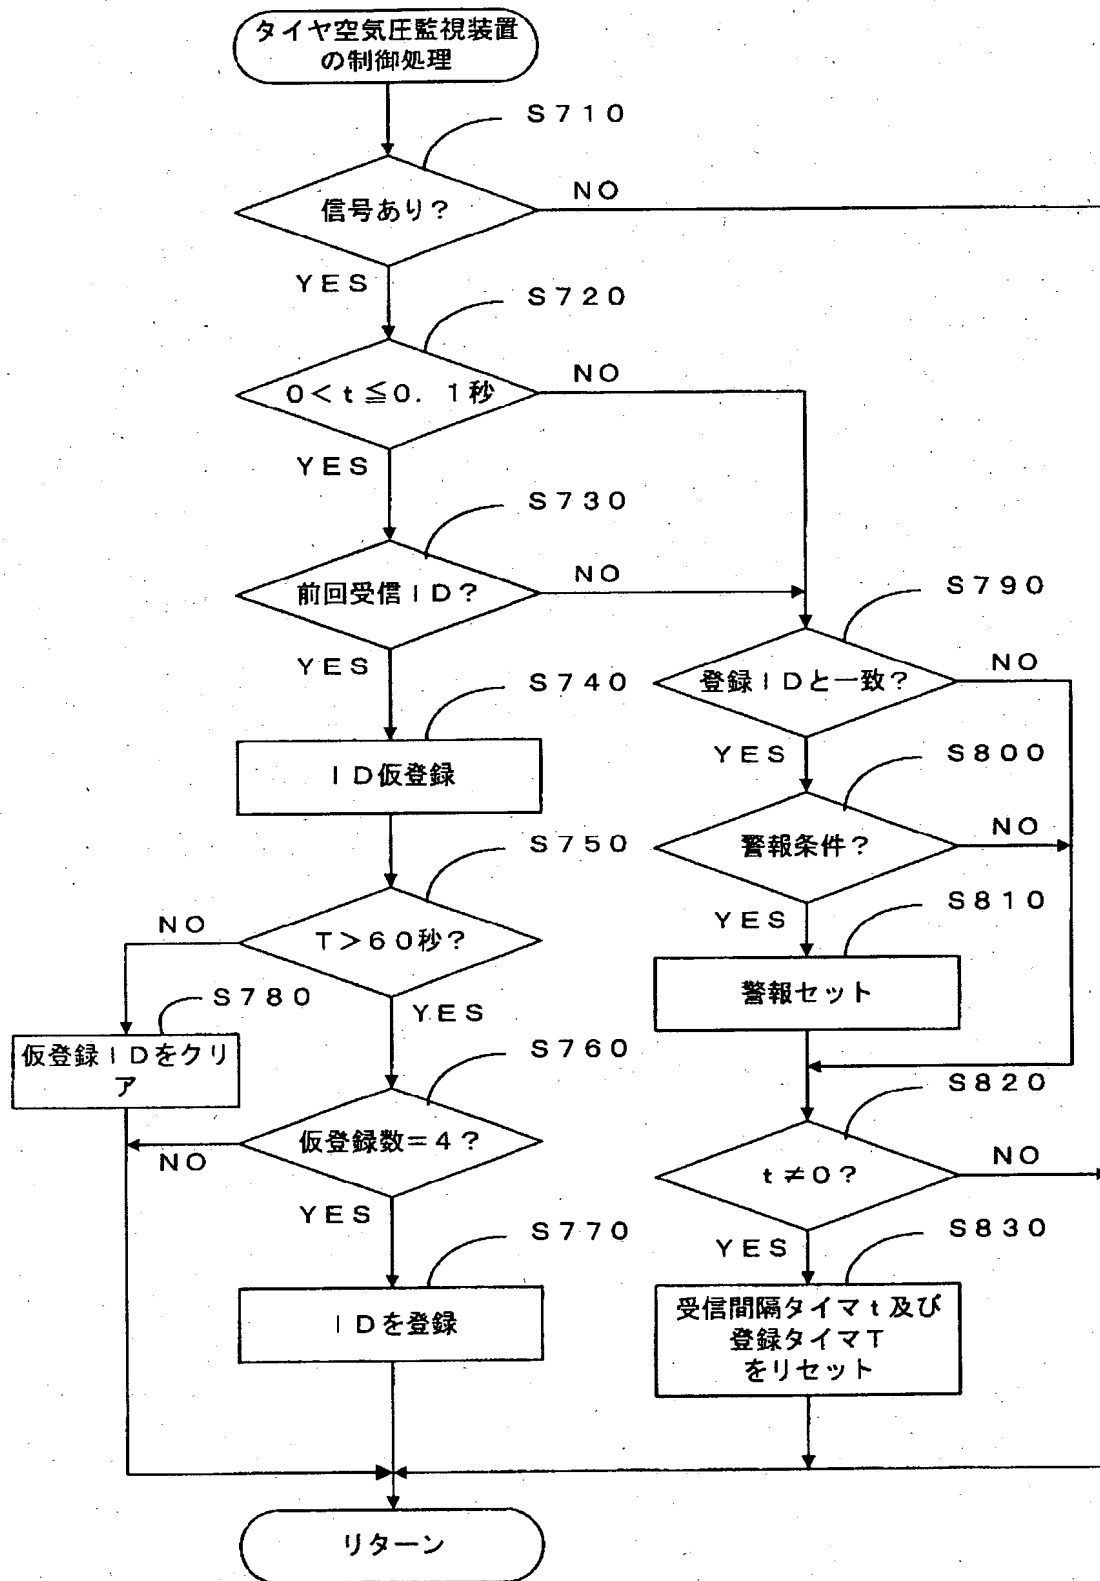 タイヤ空気圧監視装置
の制御処理
S710
信号あり?
NO
YES
S720
0<t≦0.1秒
NO
YES
S730
前回受信ID?
NO
YES
S740
ID仮登録
S750
T>60秒?
NO
YES
S780
仮登録IDをクリ
ア
S760
仮登録数=4?
NO
YES
S770
IDを登録
S790
登録IDと一致?
NO
YES
S800
警報条件?
NO
YES
S810
警報セット
S820
t≠0?
NO
YES
S830
受信間隔タイマt及び
登録タイマT
をリセット
リターン